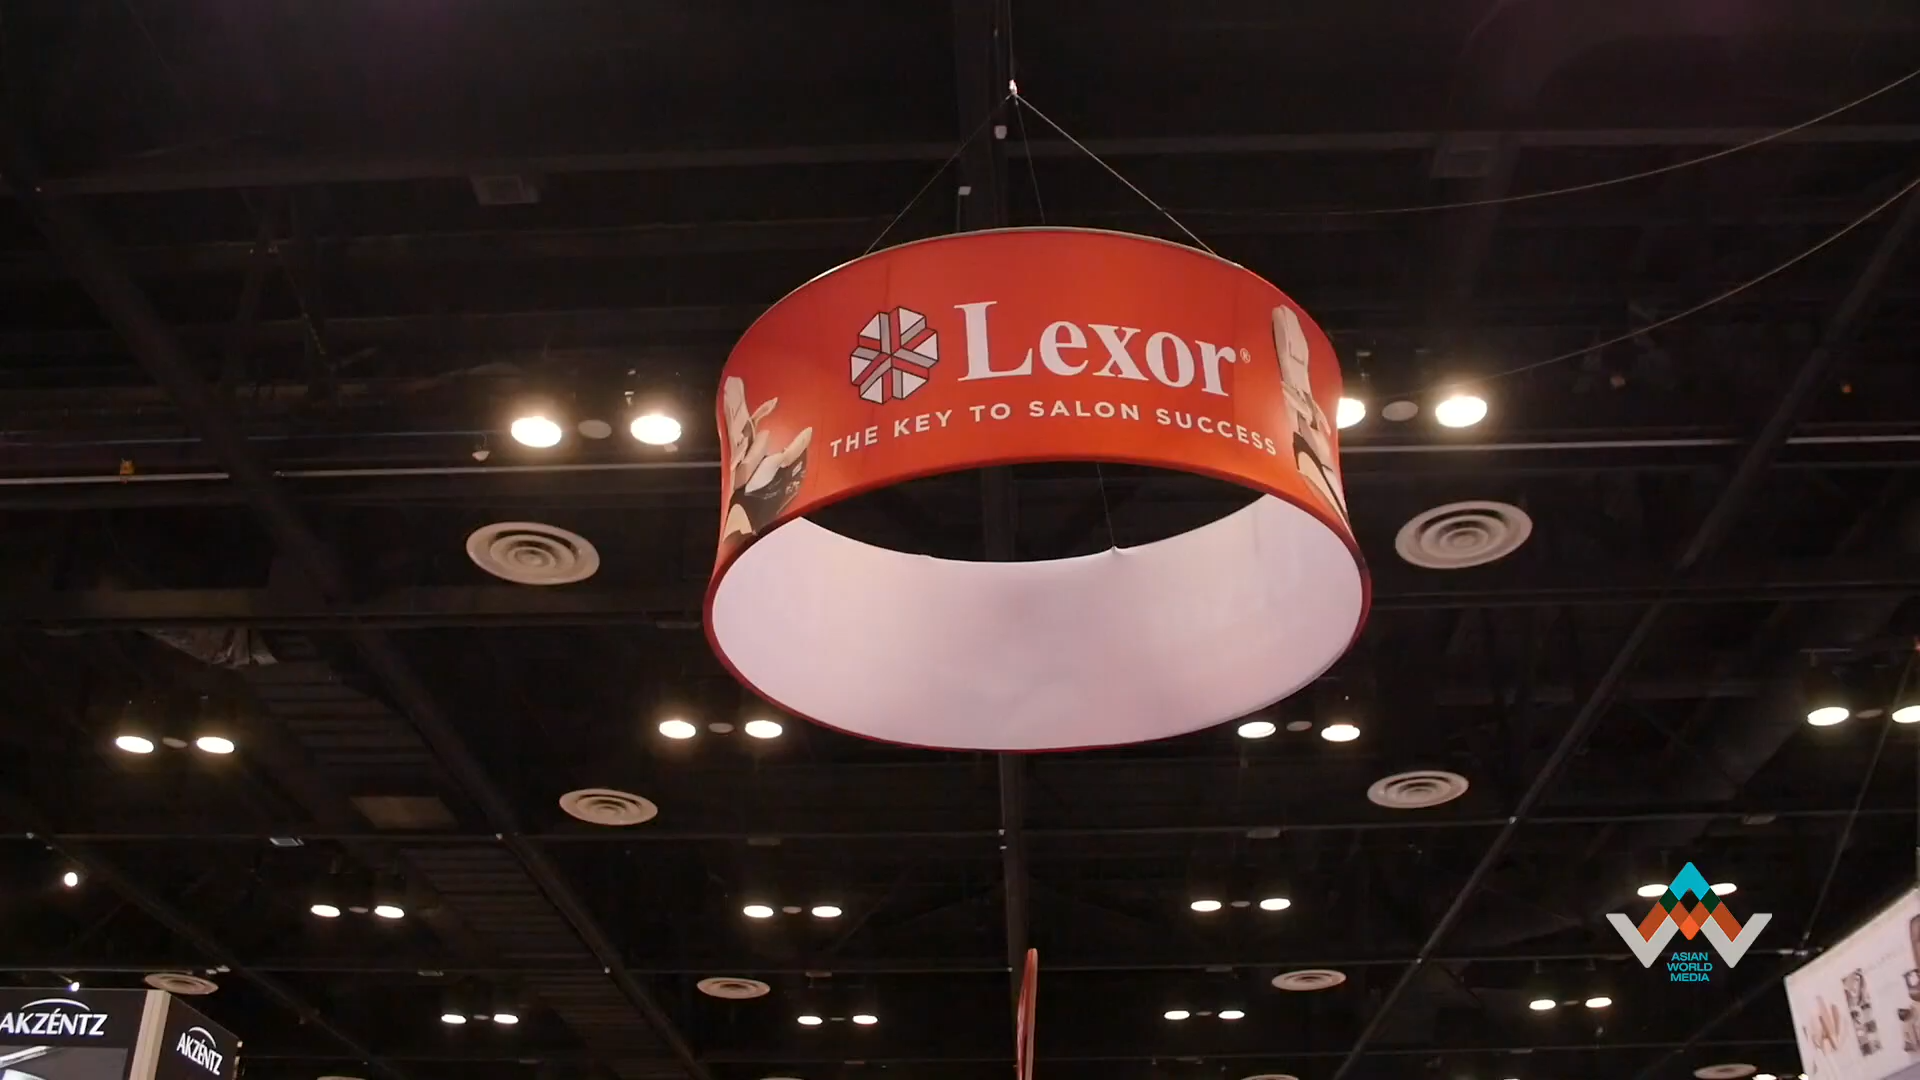 Lexor®
THE KEY TO SALON SUCCESS
ASIAN
WORLD
MEDIA
AKZÉNTZ
AKZÉNTZ